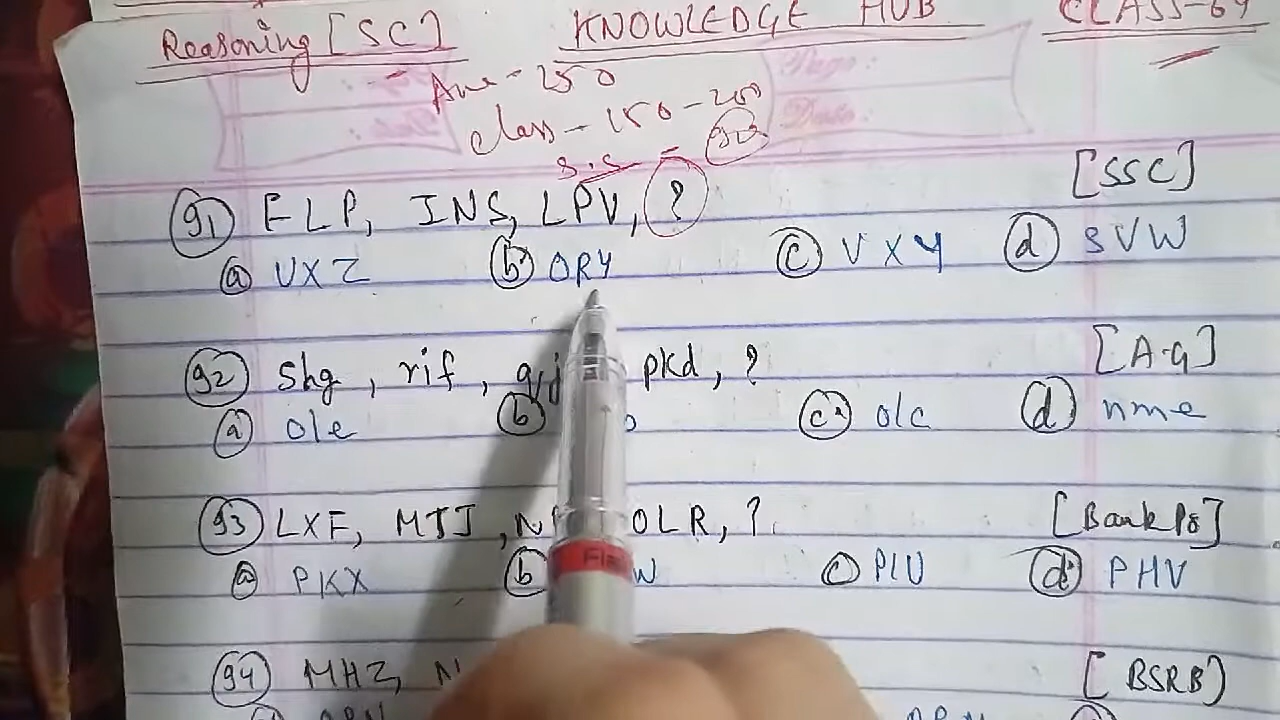 Reasoning [SC] KNOWLEDGE HUB CLASS-64
Ans - 250
Class - 150 - 200
91 FLP, INS, LPV, ? [SSC]
a UXZ b ORY c VXY d SVW
92 shg, rif, pkd, ? [A.G]
a ole b c olc d nme
93 LXF, MTJ, OLR, ? [Bank Po]
a PKX b c PIU d PHV
94 MHZ, [BSRB]